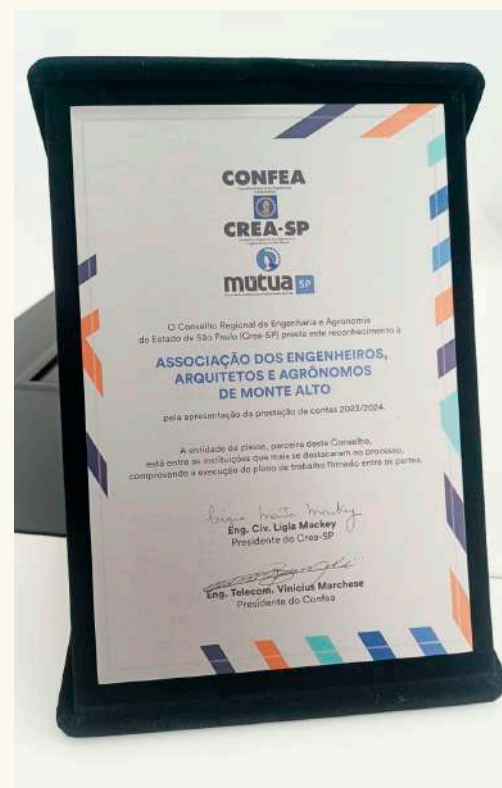 CONFEA
CREA-SP
mútua SP
O Conselho Regional de Engenharia e Agronomia
do Estado de São Paulo (Crea-SP) presta este reconhecimento à
ASSOCIAÇÃO DOS ENGENHEIROS,
ARQUITETOS E AGRÔNOMOS
DE MONTE ALTO
pela apresentação da prestação de contas 2023/2024.
A entidade de classe, parceira deste Conselho,
está entre as instituições que mais se destacaram no processo,
comprovando a execução do plano de trabalho firmado entre as partes.
Eng. Civ. Ligia Mackey
Presidente do Crea-SP
Eng. Telecom. Vinicius Marchese
Presidente do Confea